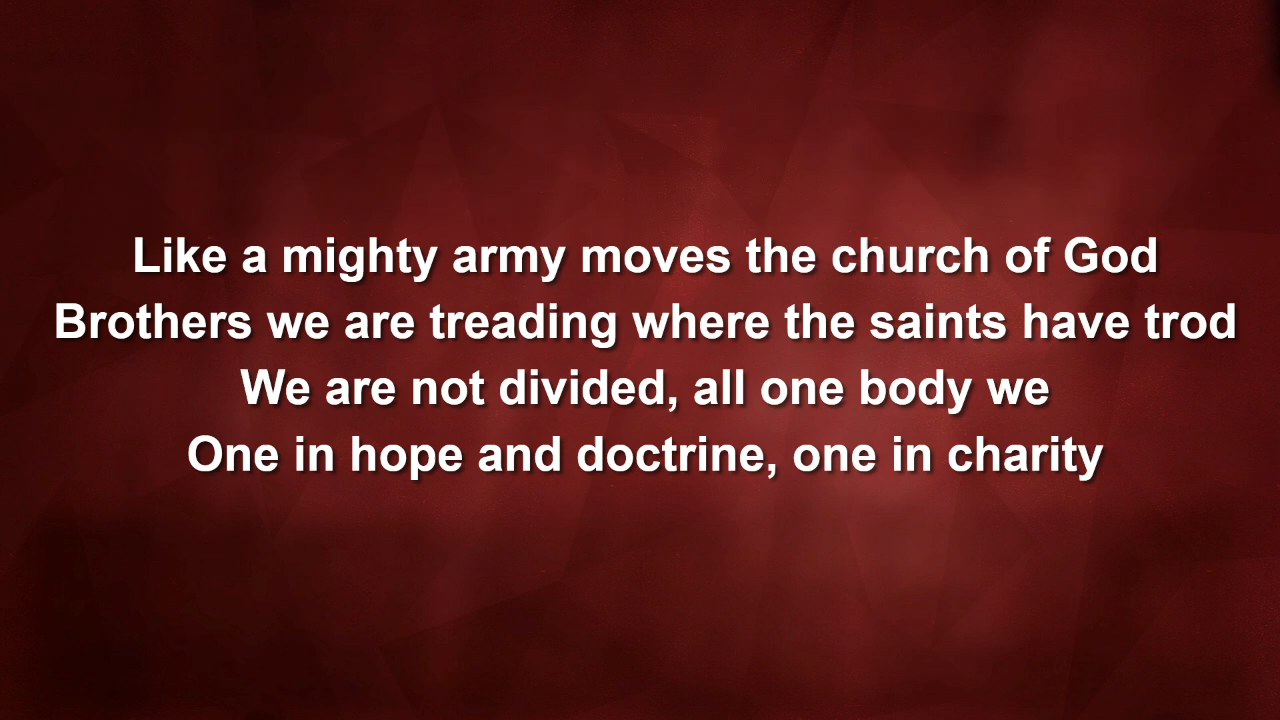 Like a mighty army moves the church of God
Brothers we are treading where the saints have trod
We are not divided, all one body we
One in hope and doctrine, one in charity